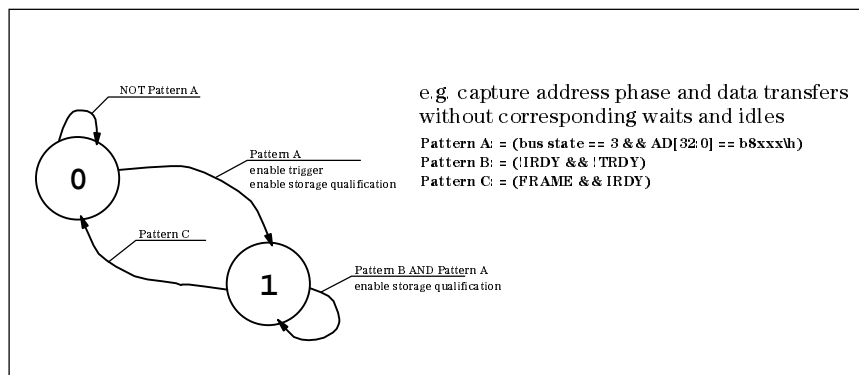 NOT Pattern A
0
Pattern A
enable trigger
enable storage qualification
Pattern C
1
Pattern B AND Pattern A
enable storage qualification
e.g. capture address phase and data transfers
without corresponding waits and idles
Pattern A: = (bus state == 3 && AD[32:0] == b8xxx\h)
Pattern B: = (!IRDY && !TRDY)
Pattern C: = (FRAME && IRDY)